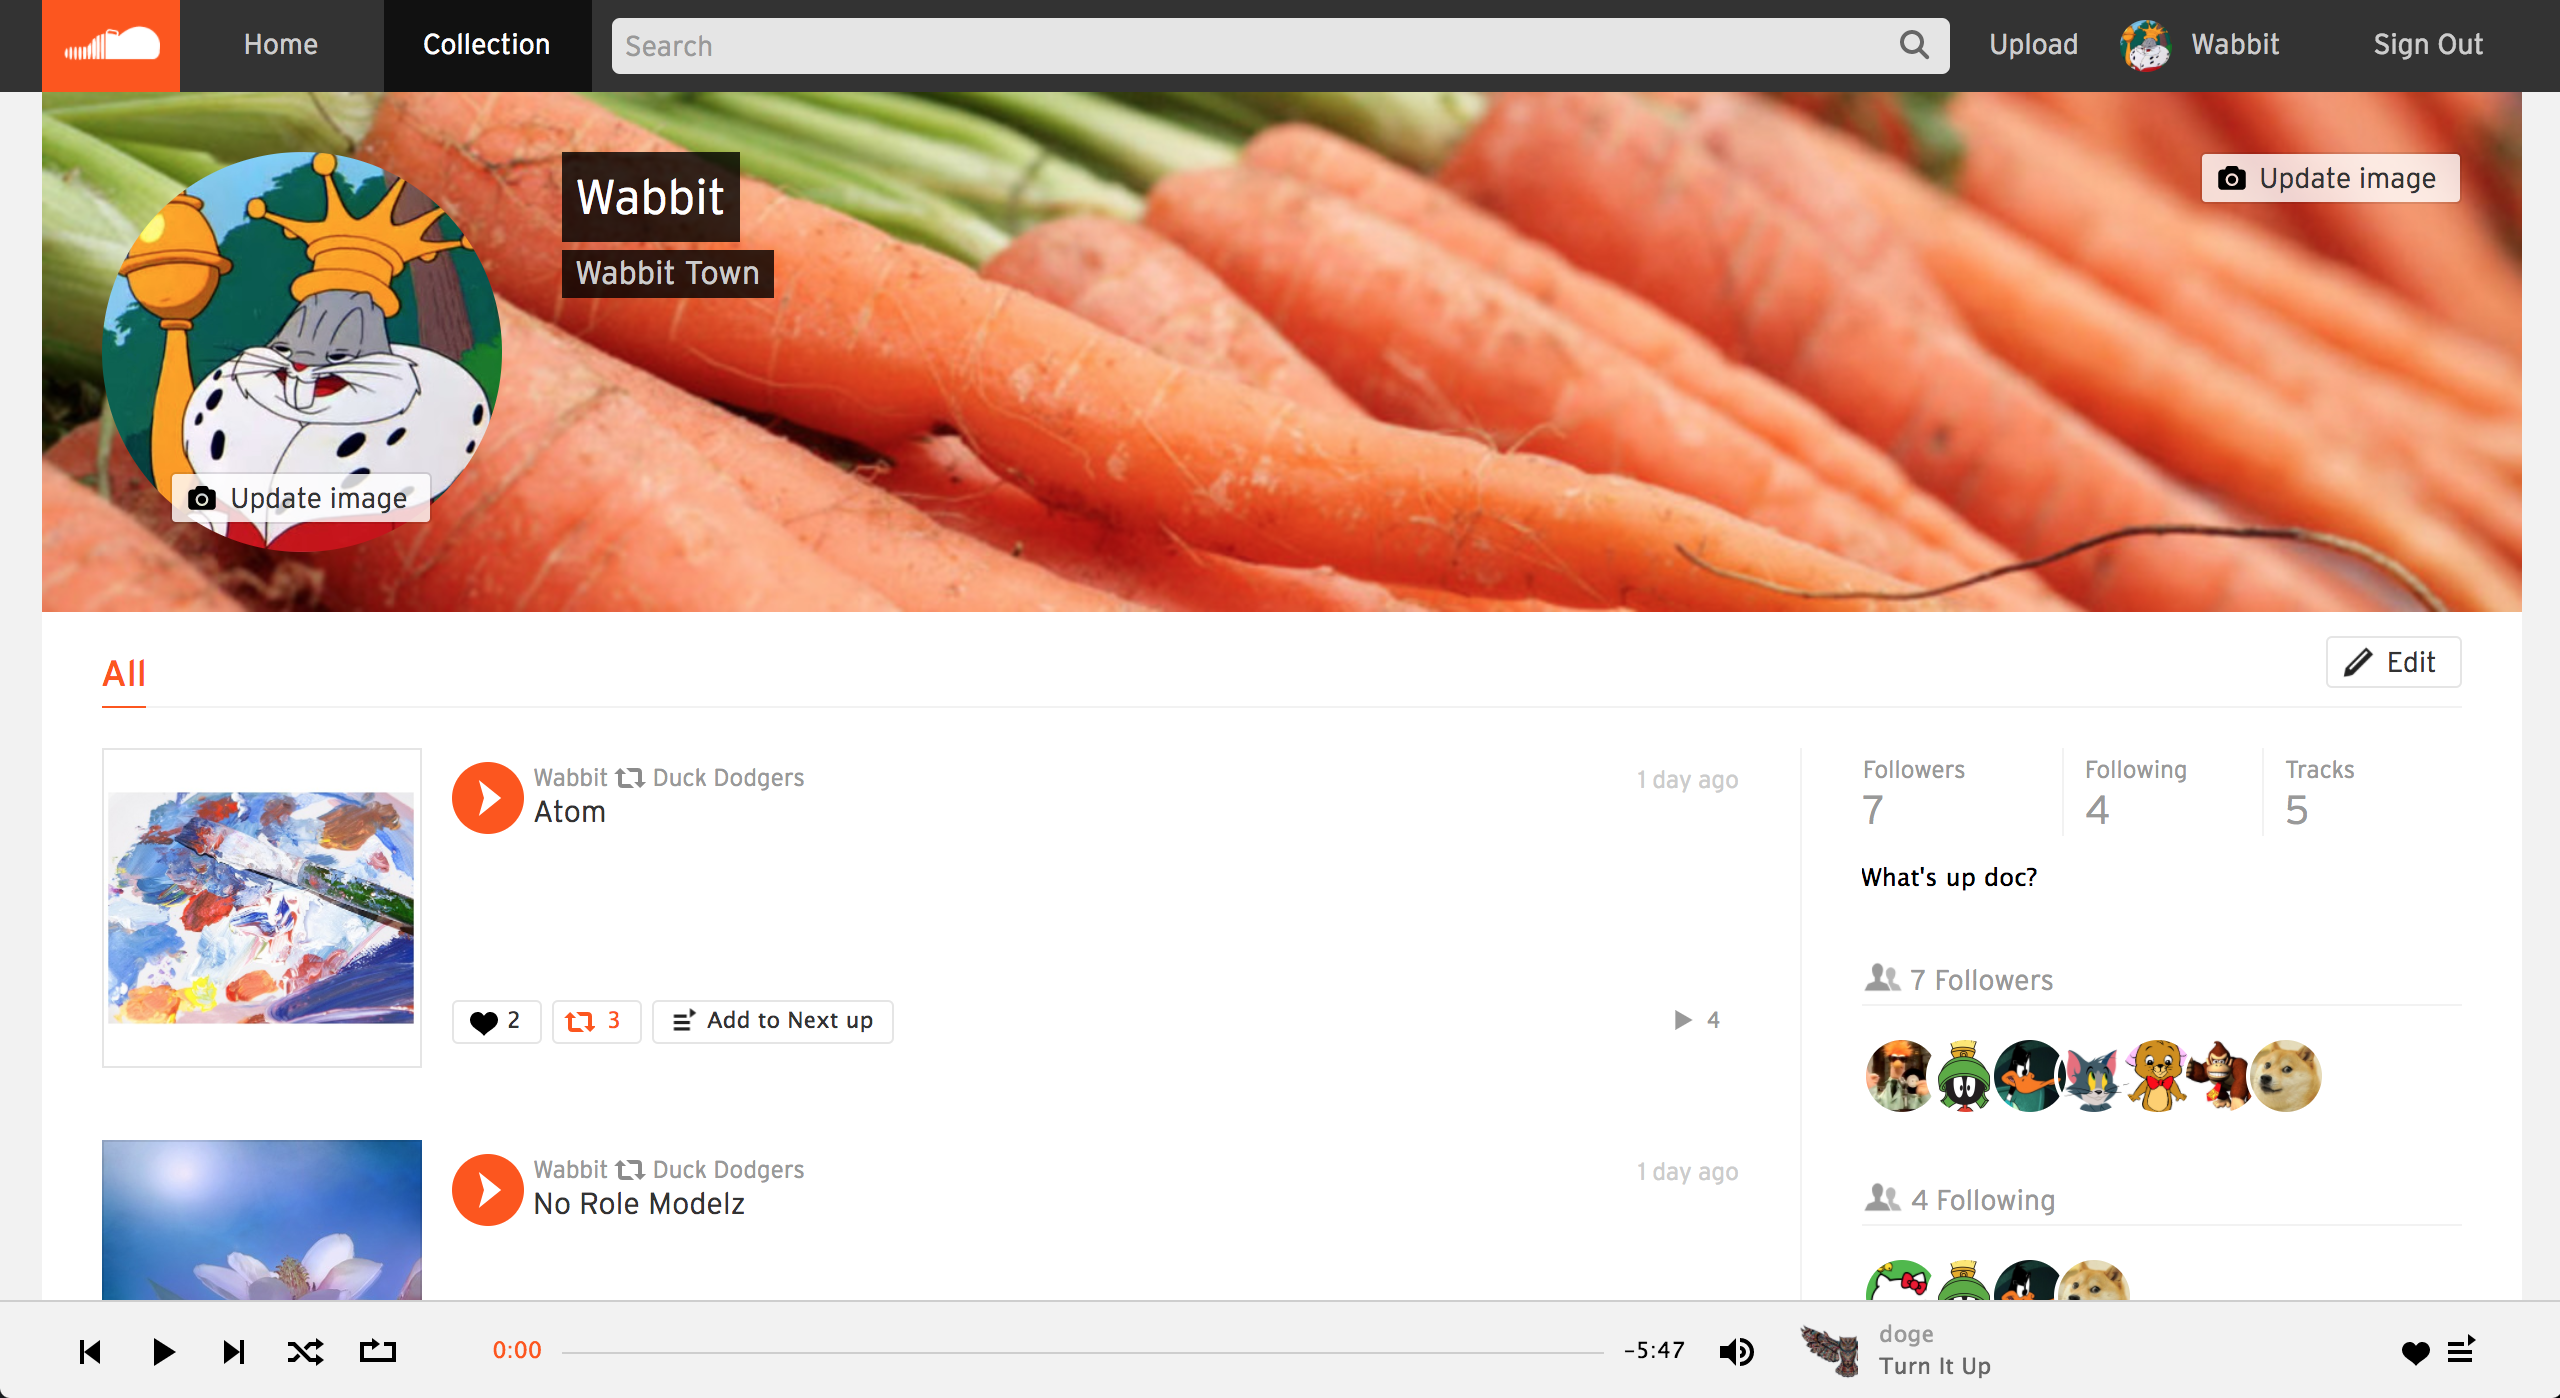 Home
Collection
Search
Upload
Wabbit
Sign Out
Wabbit
Wabbit Town
Update image
Update image
All
Edit
Wabbit Duck Dodgers
Atom
1 day ago
2
3
Add to Next up
4
Wabbit Duck Dodgers
No Role Modelz
1 day ago
Followers
7
Following
4
Tracks
5
What's up doc?
7 Followers
4 Following
0:00
-5:47
doge
Turn It Up